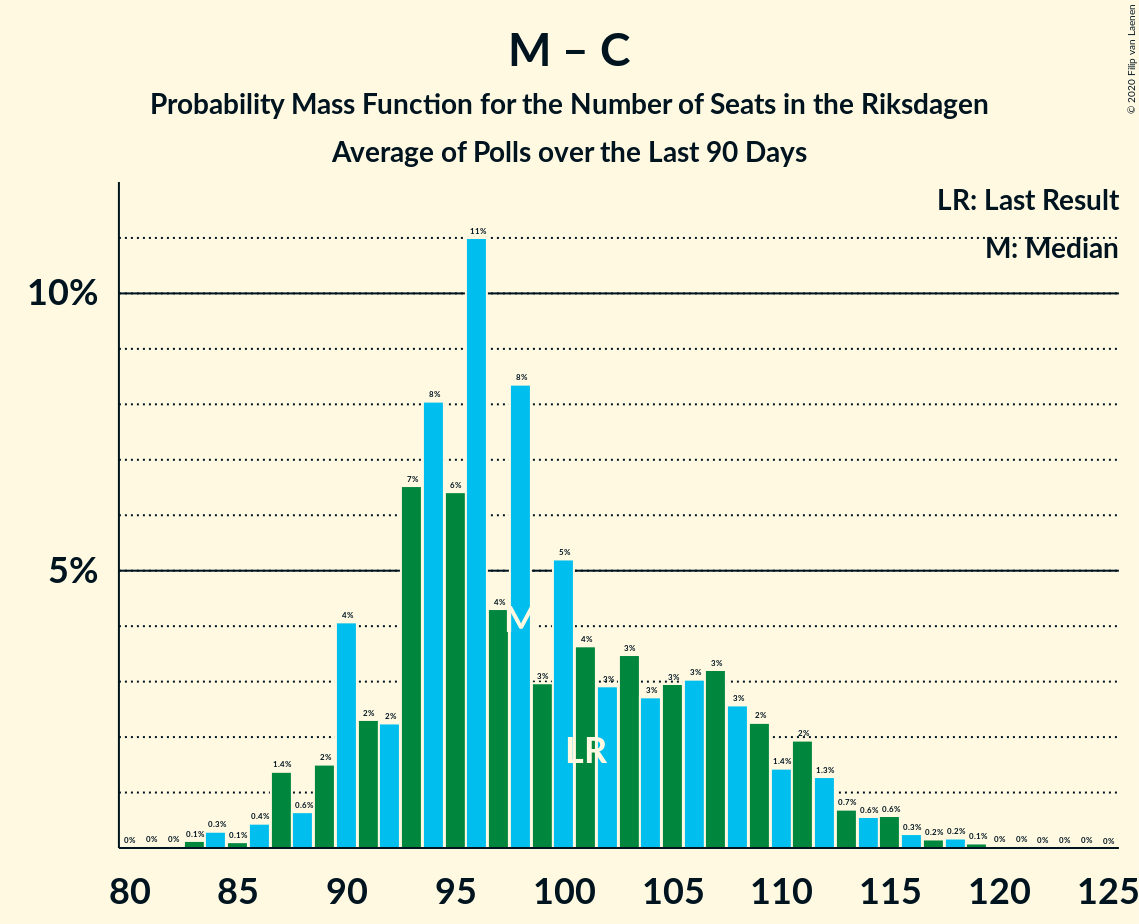 M – C
Probability Mass Function for the Number of Seats in the Riksdagen
Average of Polls over the Last 90 Days
© 2020 Filip van Laenen
LR: Last Result
M: Median
10%
5%
0% 0% 0% 0.1% 0.3% 0.1% 0.4% 1.4% 0.6% 2% 4% 2% 2% 7% 8% 6% 11% 4% 8% 3% 5% 4% 3% 3% 3% 3% 3% 3% 3% 2% 1.4% 2% 1.3% 0.7% 0.6% 0.6% 0.3% 0.2% 0.2% 0.1% 0% 0% 0% 0% 0% 0%
M
LR
80 85 90 95 100 105 110 115 120 125